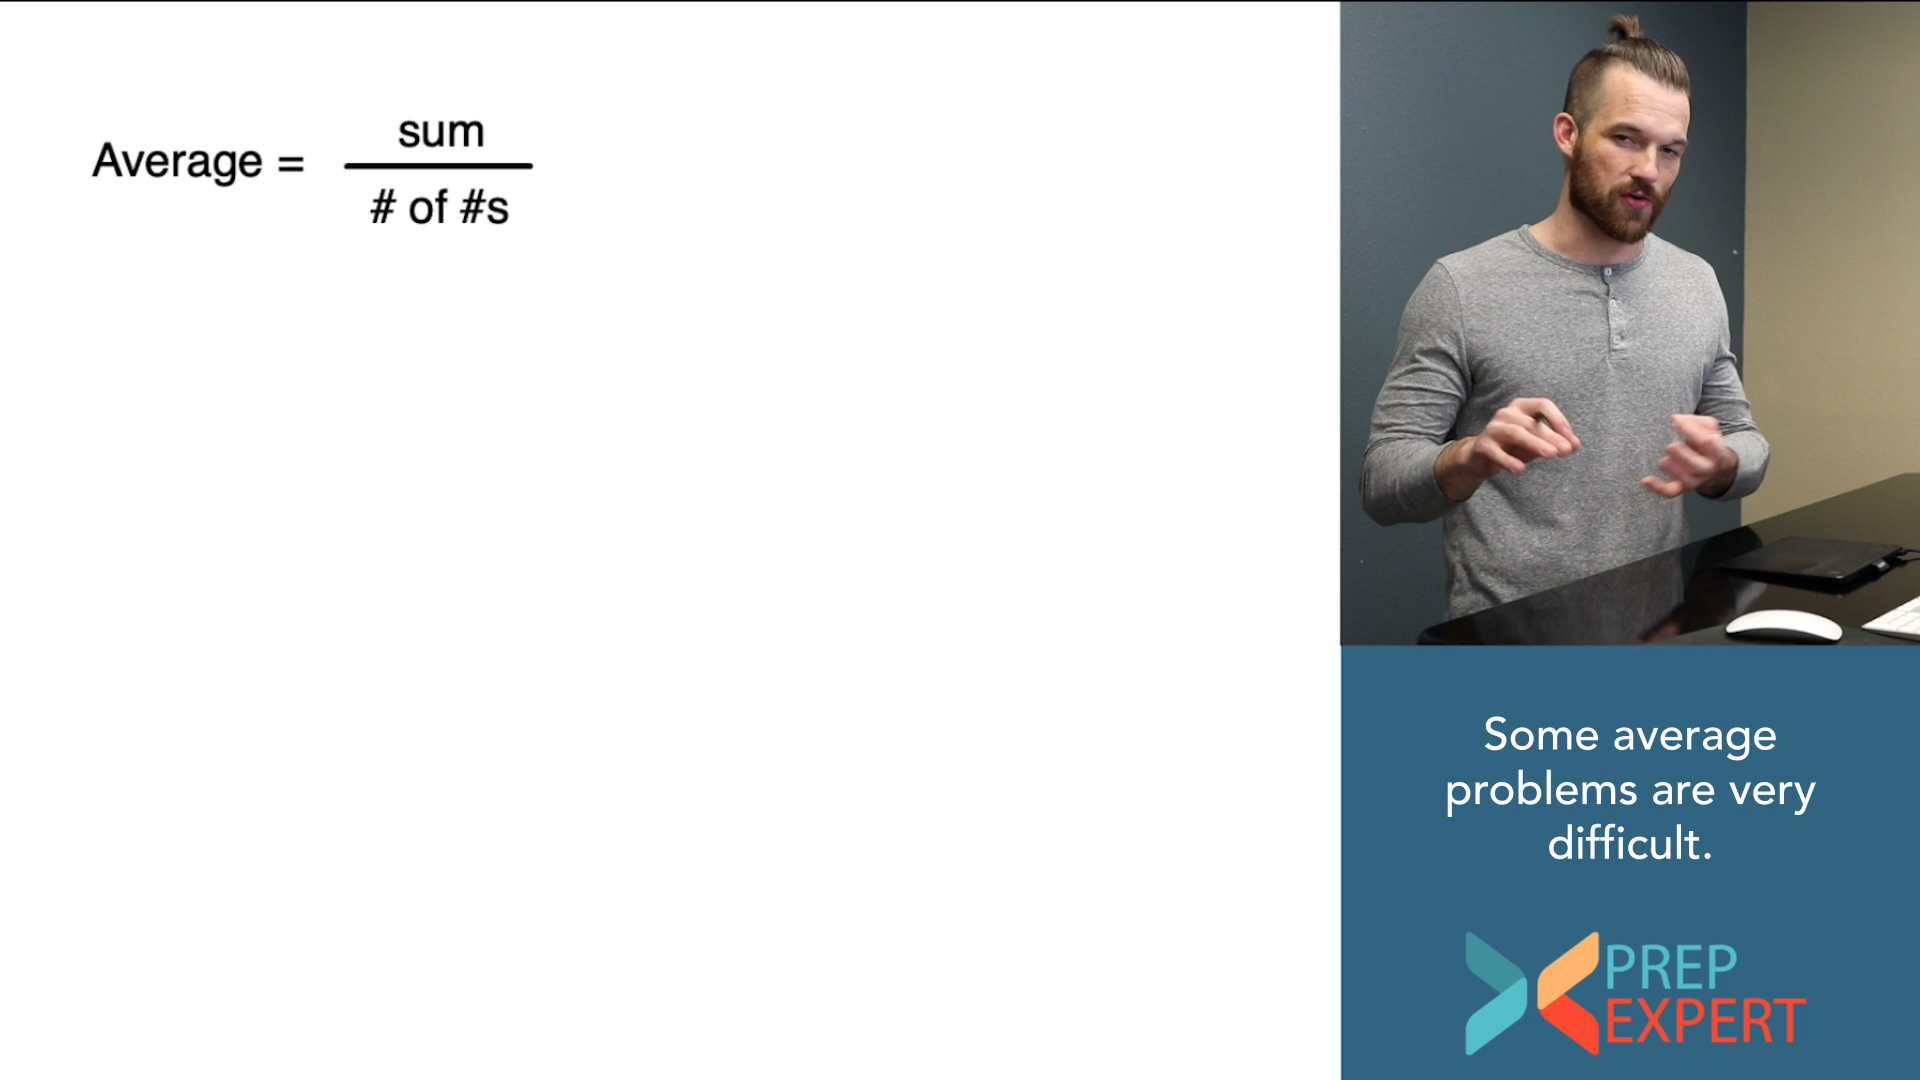 Average =
sum
# of #s
Some average
problems are very
difficult.
PREP
EXPERT